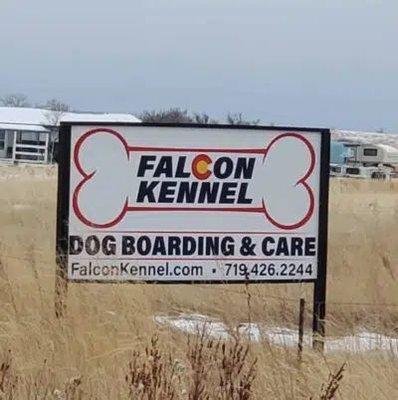 FALCON
KENNEL
DOG BOARDING & CARE
FalconKennel.com • 719.426.2244